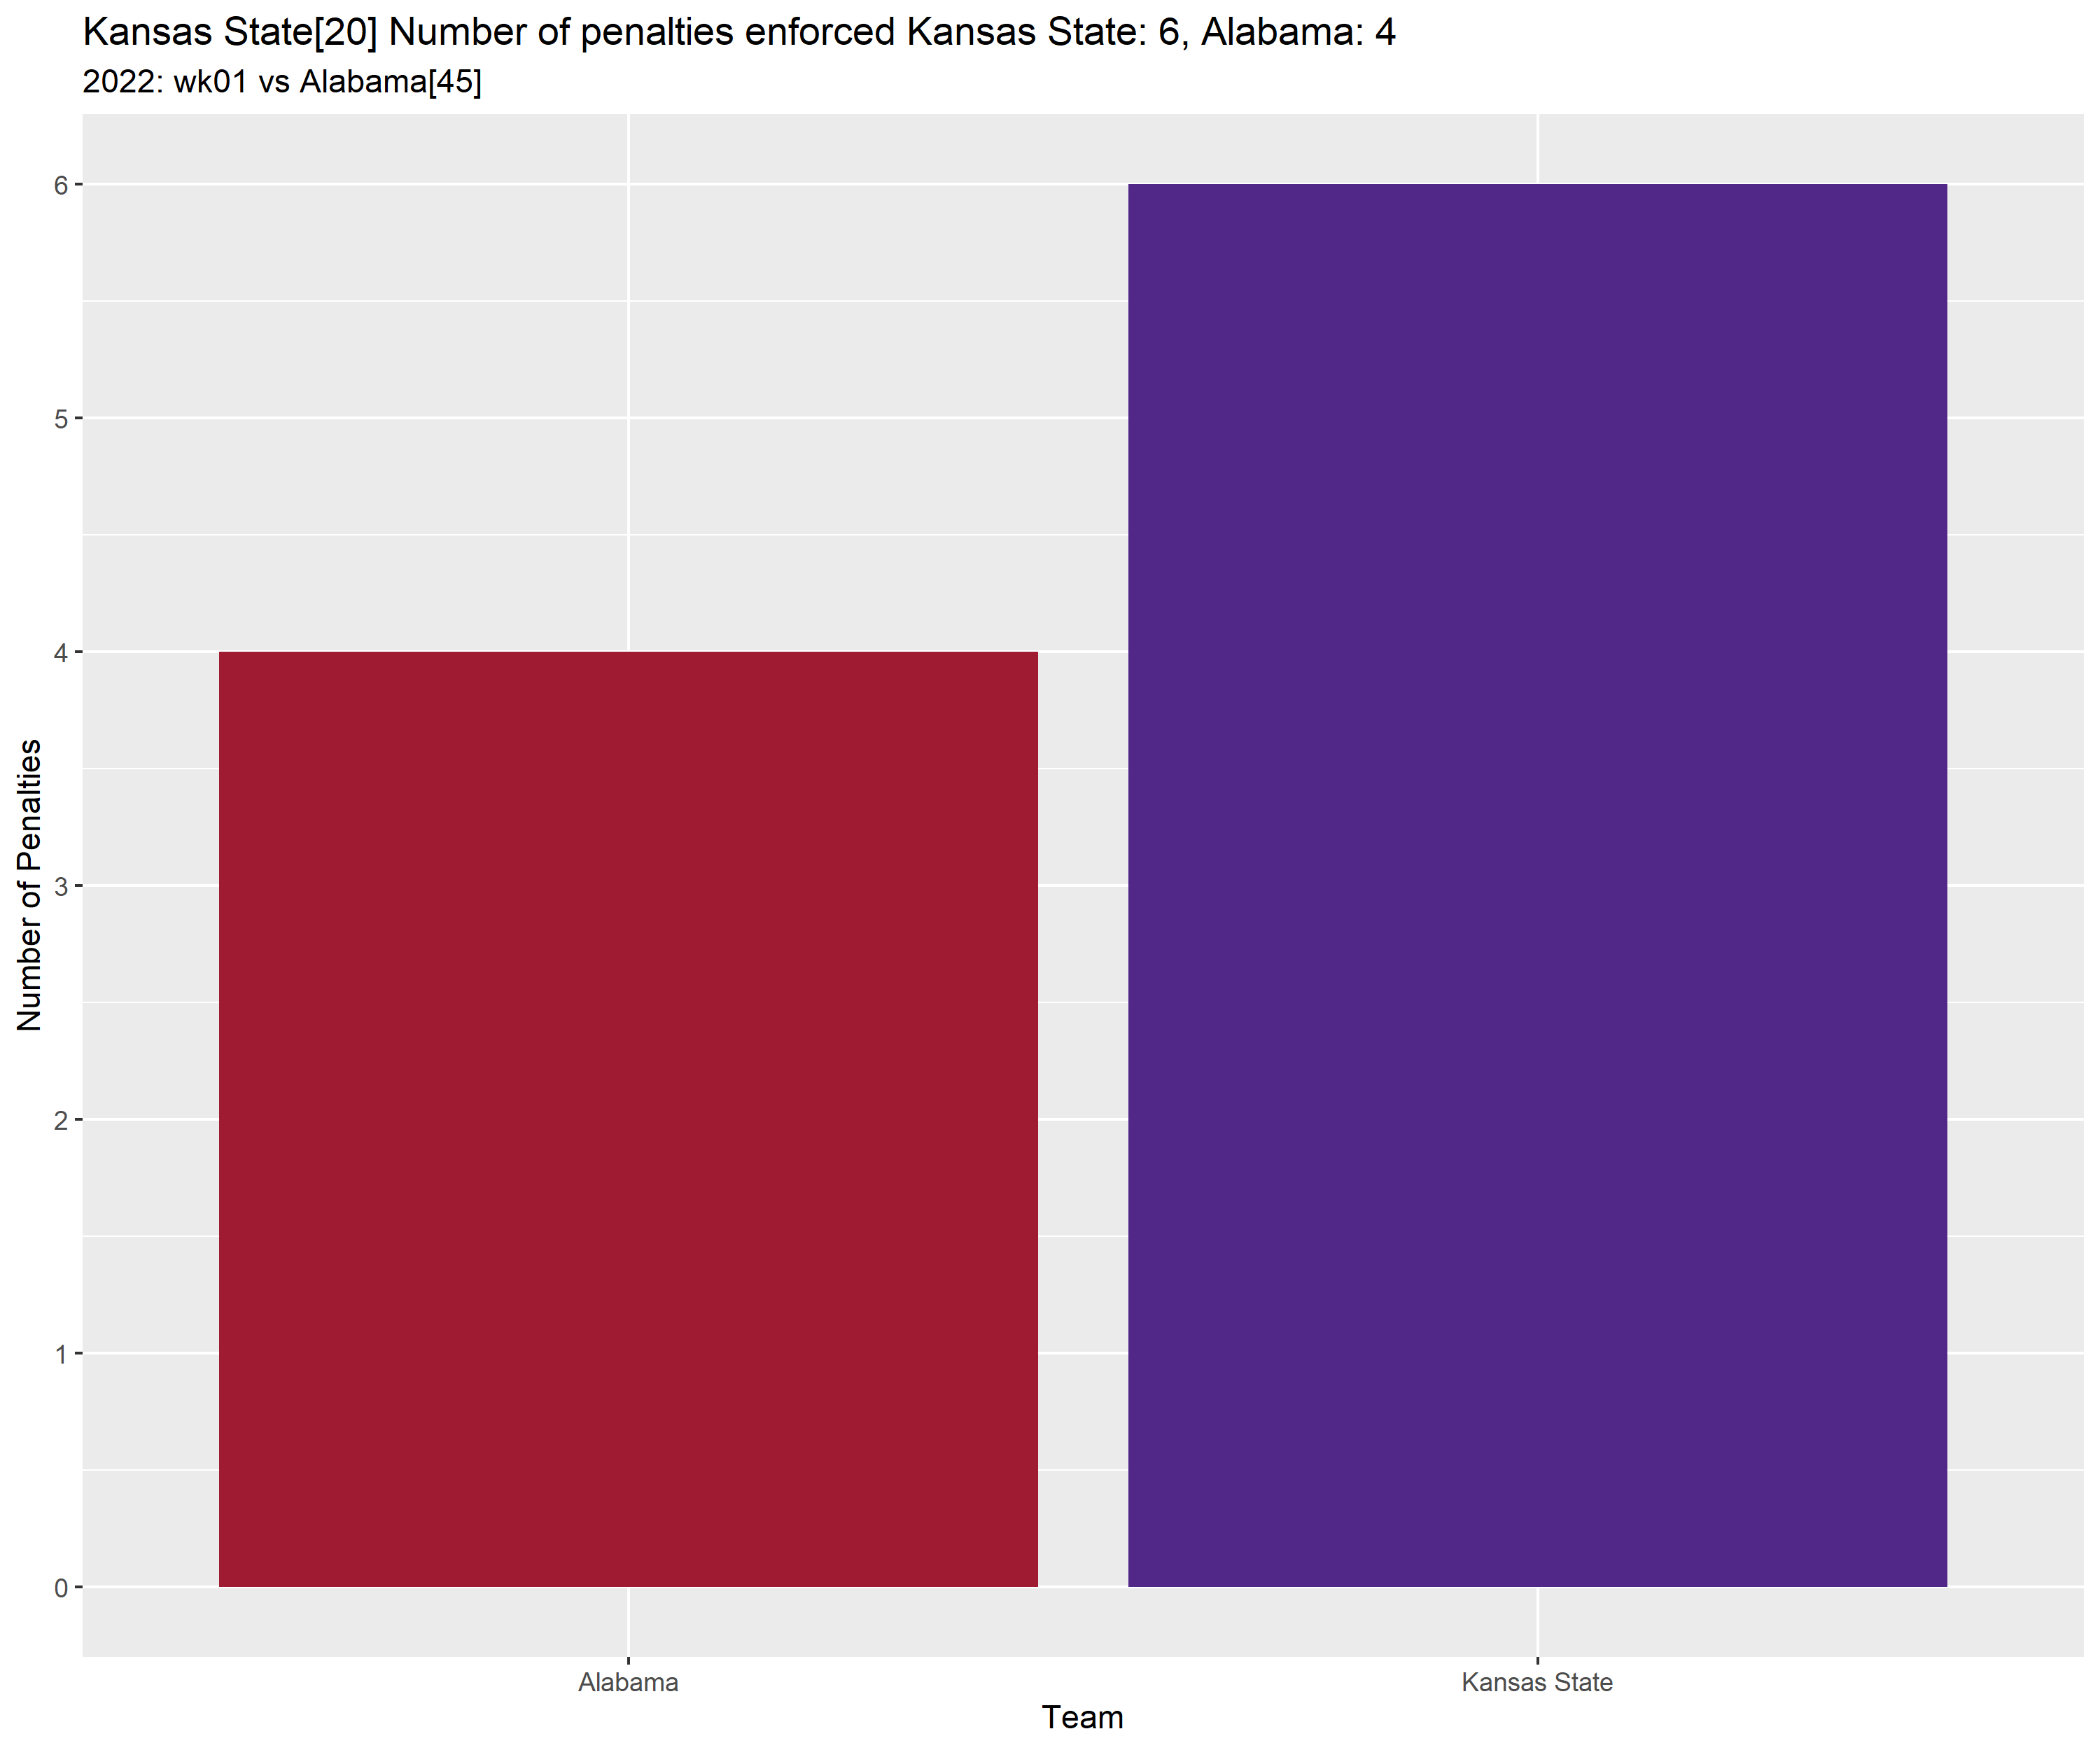 Kansas State[20] Number of penalties enforced Kansas State: 6, Alabama: 4
2022: wk01 vs Alabama[45]
Number of Penalties
6
5
4
3
2
1
0
Alabama
Kansas State
Team